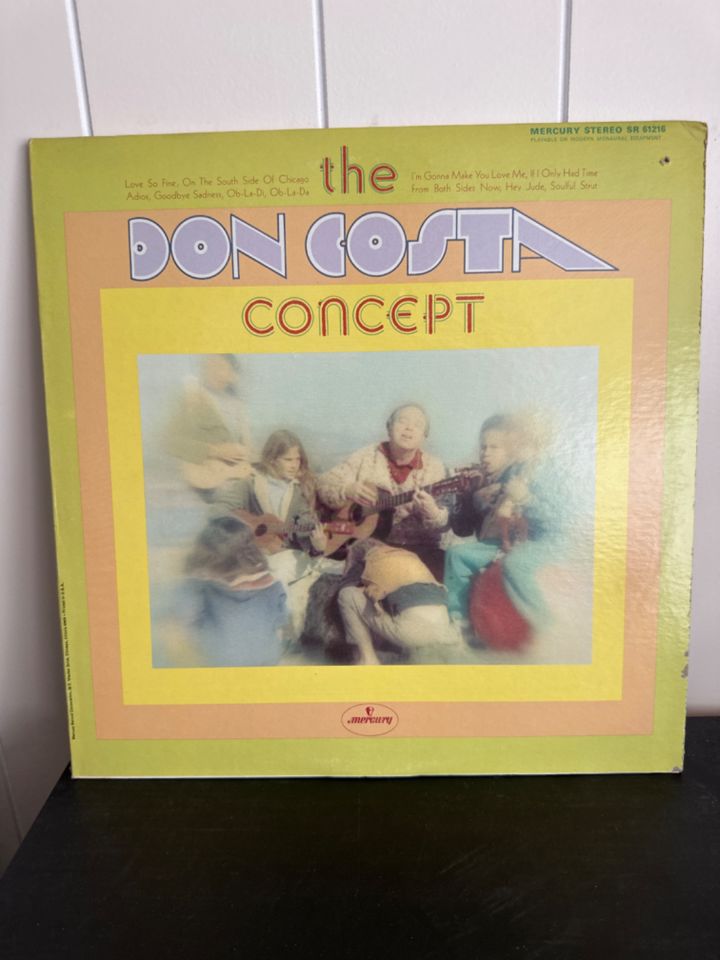 MERCURY STEREO SR 61216
PLAYABLE ON MODERN MONAURAL EQUIPMENT
the
Love So Fine, On The South Side Of Chicago
Adios, Goodbye Sadness, Ob-La-Di, Ob-La-Da
I'm Gonna Make You Love Me, If I Only Had Time
From Both Sides Now, Hey Jude, Soulful Strut
DON COSTA
CONCEPT
mercury